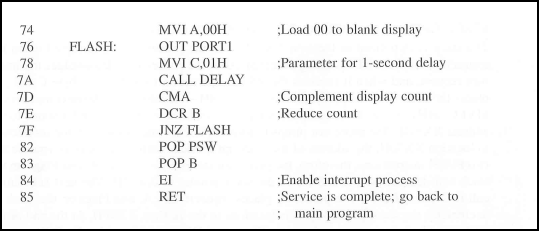 74 MVI A,00H ;Load 00 to blank display
76 FLASH: OUT PORT1
78 MVI C,01H ;Parameter for 1-second delay
7A CALL DELAY
7D CMA ;Complement display count
7E DCR B ;Reduce count
7F JNZ FLASH
82 POP PSW
83 POP B
84 EI ;Enable interrupt process
85 RET ;Service is complete; go back to
; main program